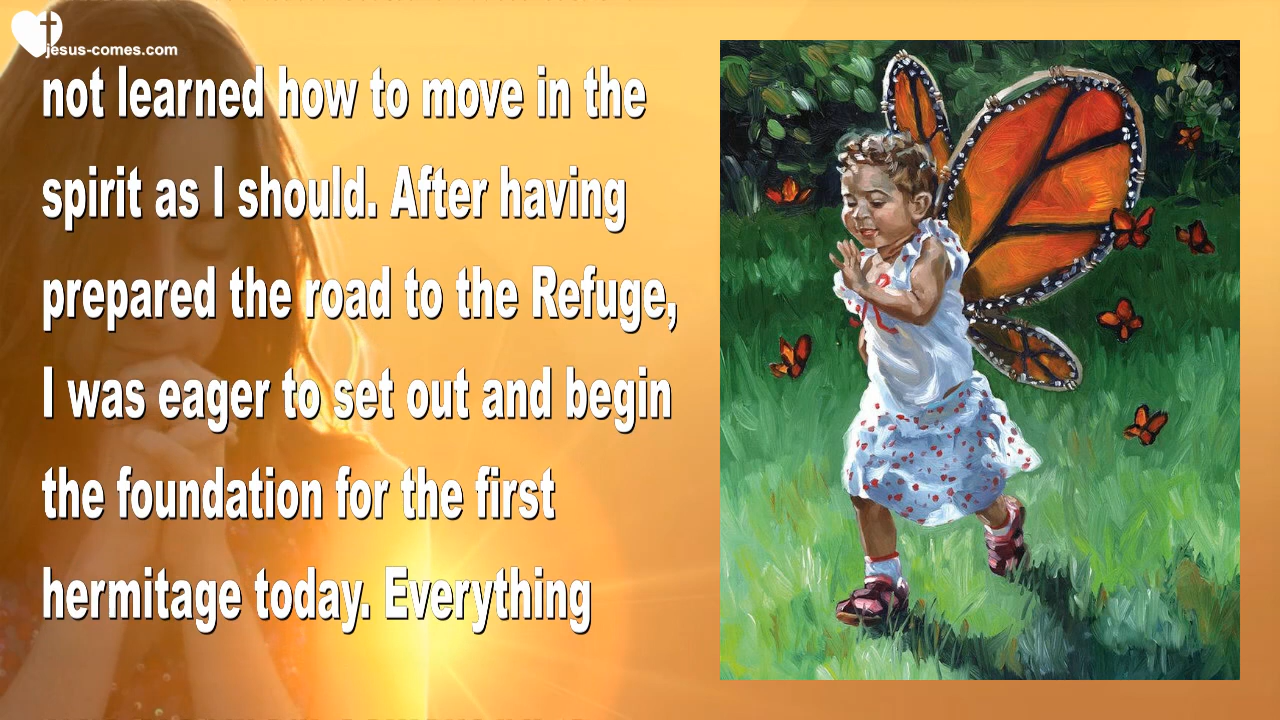 jesus-comes.com
not learned how to move in the
spirit as I should. After having
prepared the road to the Refuge,
I was eager to set out and begin
the foundation for the first
hermitage today. Everything